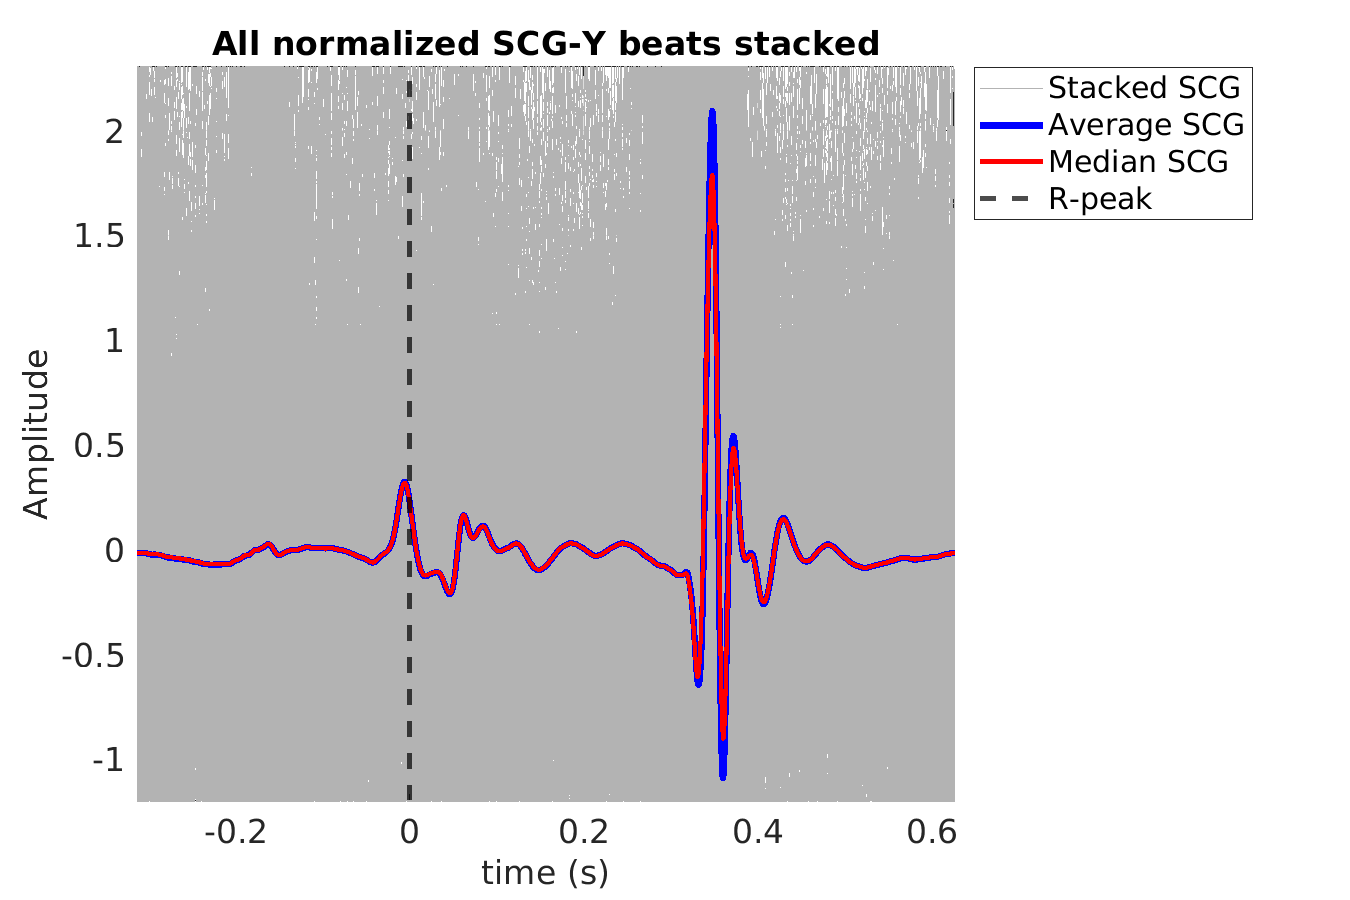 All normalized SCG-Y beats stacked
Stacked SCG
Average SCG
Median SCG
R-peak
2
1.5
1
0.5
0
-0.5
-1
Amplitude
-0.2
0
0.2
0.4
0.6
time (s)